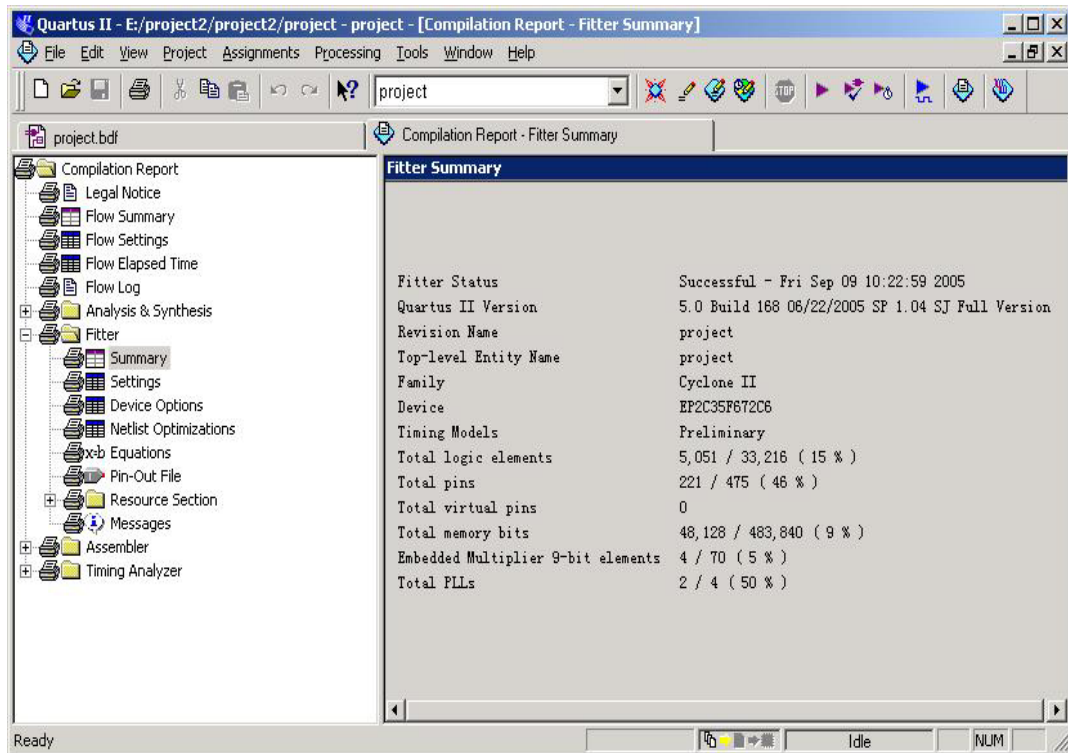 Quartus II - E:/project2/project2/project - project - [Compilation Report - Fitter Summary]
File Edit View Project Assignments Processing Tools Window Help
project
STOP
project.bdf
Compilation Report - Fitter Summary
Compilation Report
Legal Notice
Flow Summary
Flow Settings
Flow Elapsed Time
Flow Log
Analysis & Synthesis
Fitter
Summary
Settings
Device Options
Netlist Optimizations
x=b Equations
Pin-Out File
Resource Section
Messages
Assembler
Timing Analyzer
Fitter Summary
Fitter Status Successful - Fri Sep 09 10:22:59 2005
Quartus II Version 5.0 Build 168 06/22/2005 SP 1.04 SJ Full Version
Revision Name project
Top-level Entity Name project
Family Cyclone II
Device EP2C35F672C6
Timing Models Preliminary
Total logic elements 5,051 / 33,216 ( 15 % )
Total pins 221 / 475 ( 46 % )
Total virtual pins 0
Total memory bits 48,128 / 483,840 ( 9 % )
Embedded Multiplier 9-bit elements 4 / 70 ( 5 % )
Total PLLs 2 / 4 ( 50 % )
Ready Idle NUM